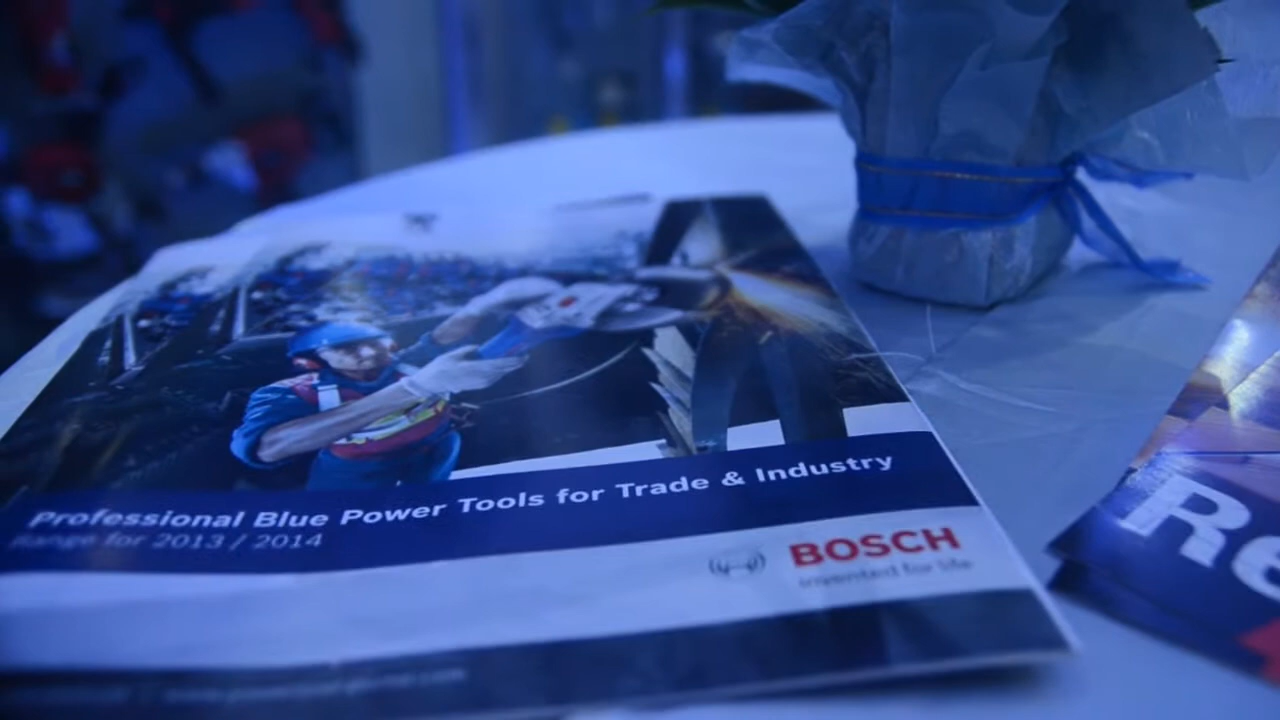 Professional Blue Power Tools for Trade & Industry
Range for 2013 / 2014
BOSCH
Invented for life
Re